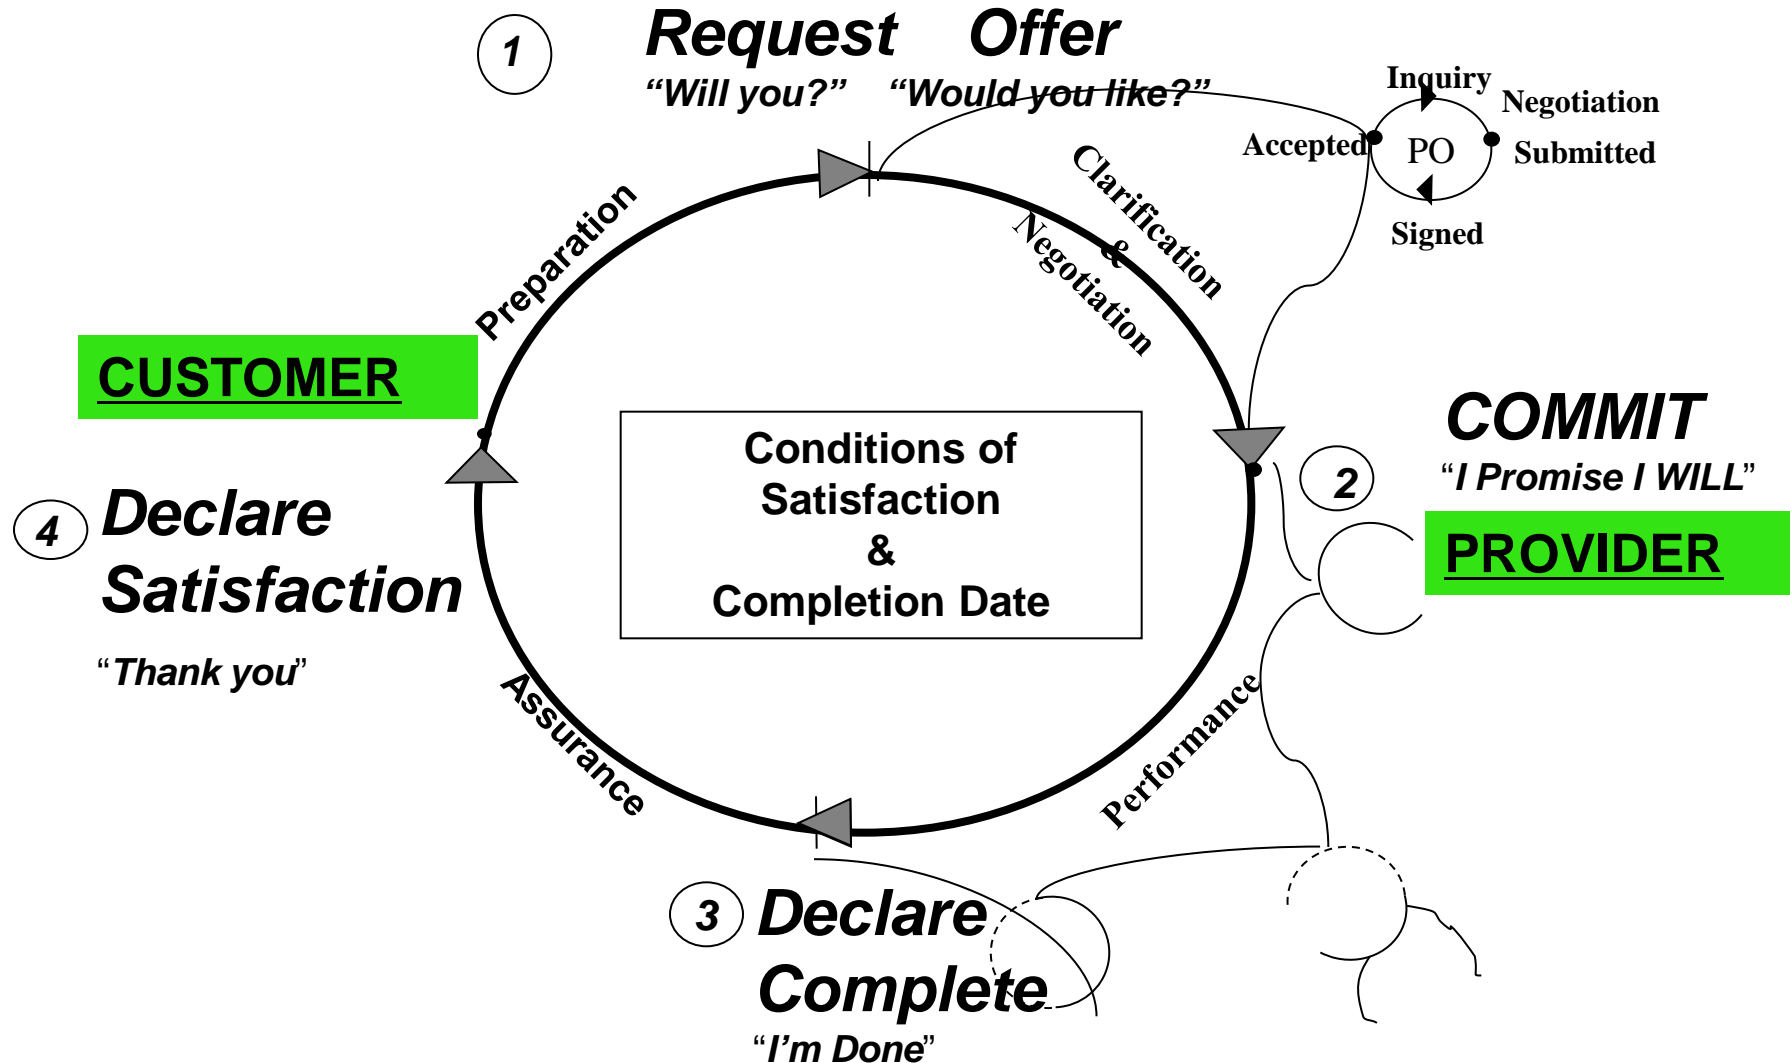 1
Request Offer
“Will you?” “Would you like?”
Inquiry
Negotiation
Accepted
PO
Submitted
Signed
Clarification
&
Negotiation
Preparation
CUSTOMER
Conditions of
Satisfaction
&
Completion Date
COMMIT
2
“I Promise I WILL”
PROVIDER
4
Declare
Satisfaction
“Thank you”
Assurance
Performance
3
Declare
Complete
“I’m Done”